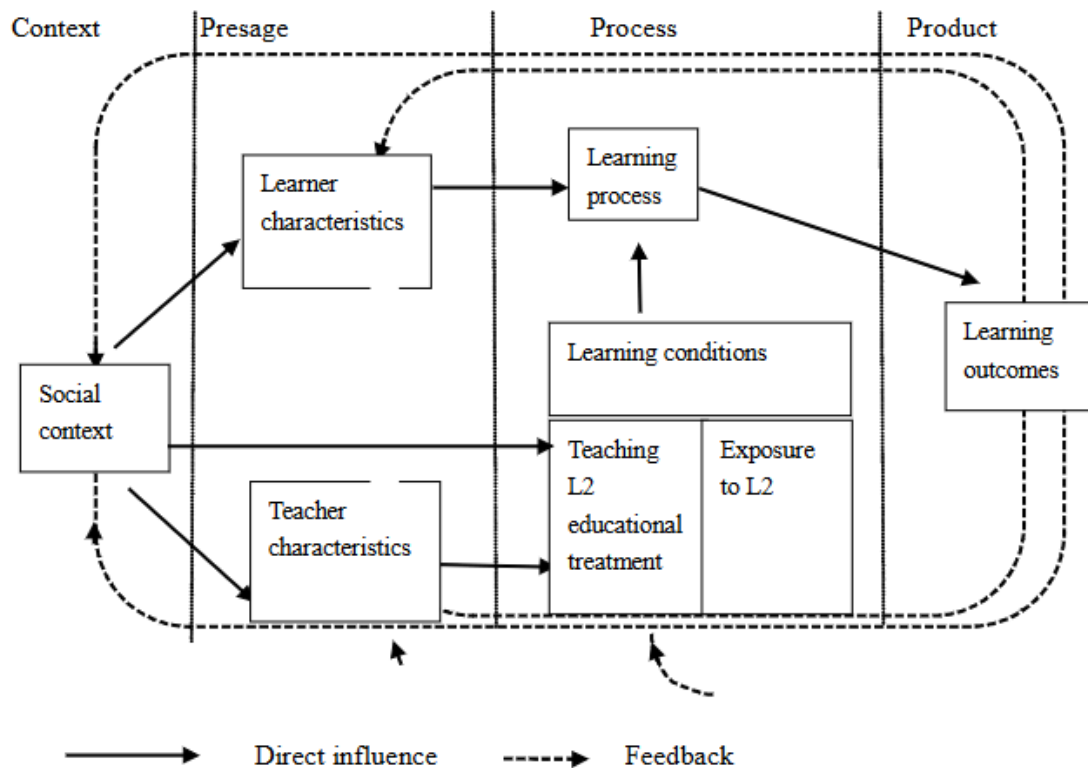 Context
Presage
Process
Product
Learner
characteristics
Learning
process
Learning conditions
Learning
outcomes
Social
context
Teaching
L2
educational
treatment
Exposure
to L2
Teacher
characteristics
Direct influence
Feedback